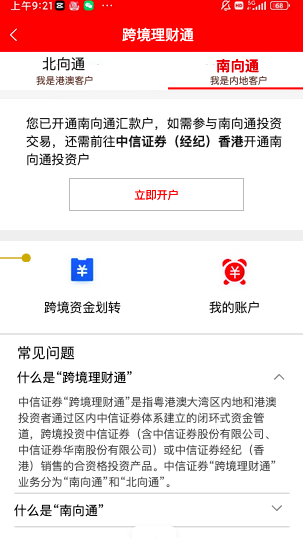 上午9:21
5G 68
跨境理财通
北向通
我是港澳客户
南向通
我是内地客户
您已开通南向通汇款户，如需参与南向通投资
交易，还需前往中信证券（经纪）香港开通南
向通投资户
立即开户
跨境资金划转
我的账户
常见问题
什么是“跨境理财通”
中信证券“跨境理财通”是指粤港澳大湾区内地和港澳
投资者通过区内中信证券体系建立的闭环式资金管
道，跨境投资中信证券（含中信证券股份有限公司、
中信证券华南股份有限公司）或中信证券经纪（香
港）销售的合资格投资产品。中信证券“跨境理财通”
业务分为“南向通”和“北向通”。
什么是“南向通”